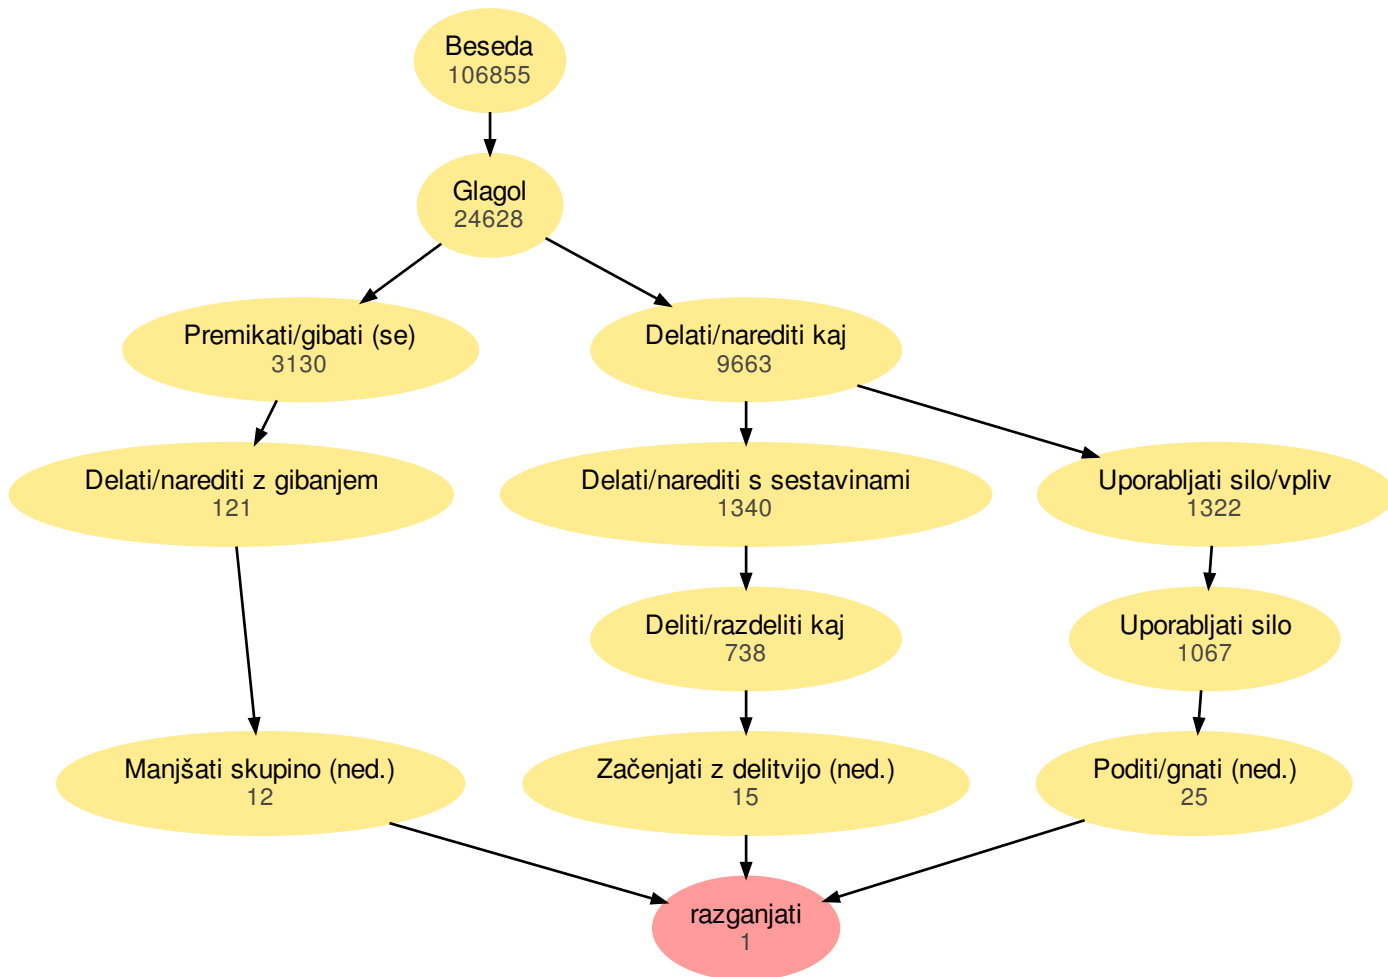 Beseda
106855
Glagol
24628
Premikati/gibati (se)
3130
Delati/narediti kaj
9663
Delati/narediti z gibanjem
121
Delati/narediti s sestavinami
1340
Uporabljati silo/vpliv
1322
Deliti/razdeliti kaj
738
Uporabljati silo
1067
Manjšati skupino (ned.)
12
Začenjati z delitvijo (ned.)
15
Poditi/gnati (ned.)
25
razganjati
1